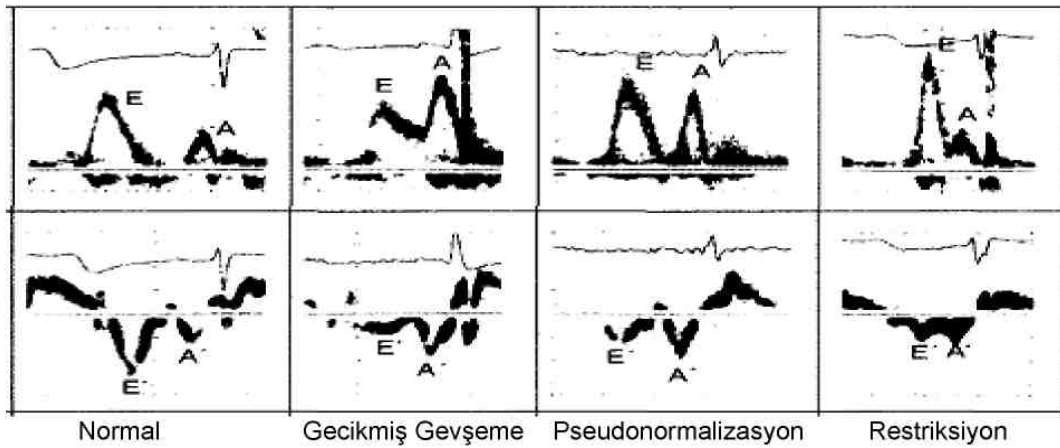 E A E A E A E A
E A E A E A E A
Normal Gecikmiş Gevşeme Pseudonormalizasyon Restriksiyon